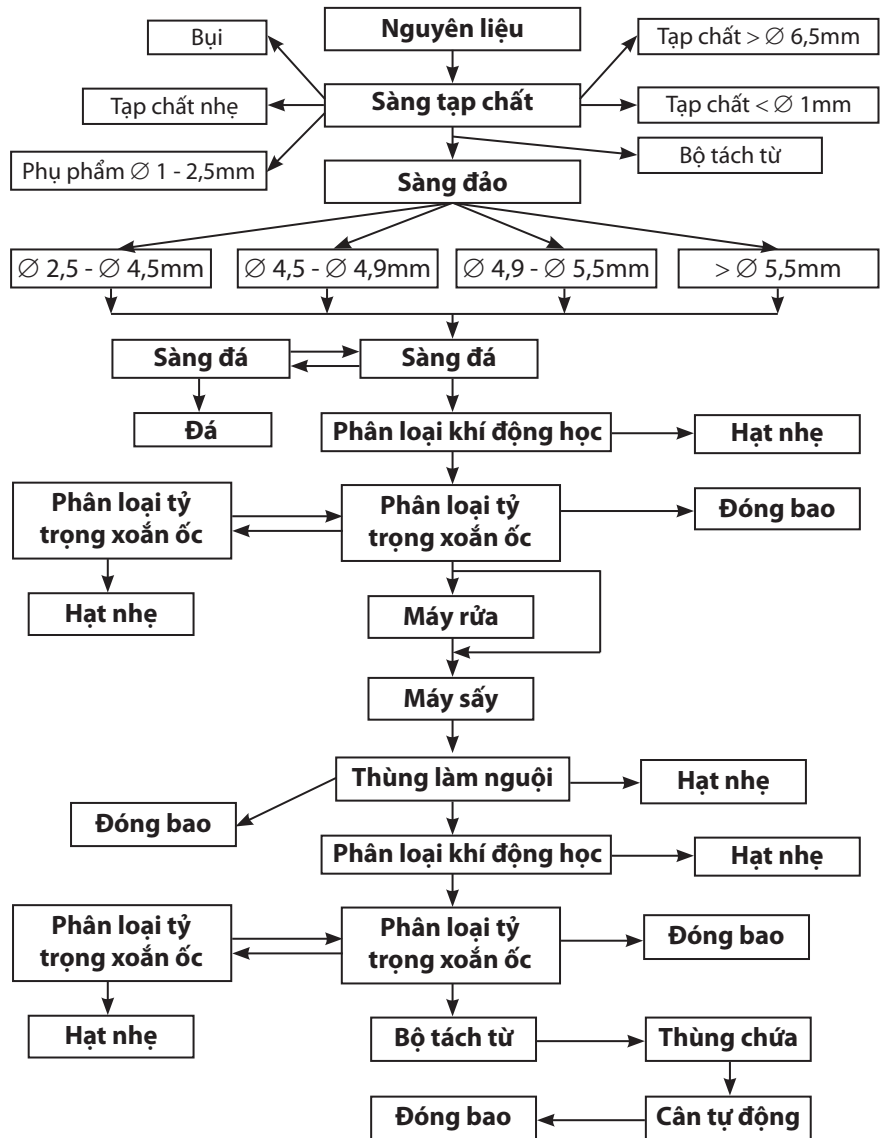 Nguyên liệu
Bụi
Tạp chất > ∅ 6,5mm
Tạp chất nhẹ
Sàng tạp chất
Tạp chất < ∅ 1mm
Phụ phẩm ∅ 1 - 2,5mm
Bộ tách từ
Sàng đảo
∅ 2,5 - ∅ 4,5mm
∅ 4,5 - ∅ 4,9mm
∅ 4,9 - ∅ 5,5mm
> ∅ 5,5mm
Sàng đá
Sàng đá
Đá
Phân loại khí động học
Hạt nhẹ
Phân loại tỷ
trọng xoắn ốc
Phân loại tỷ
trọng xoắn ốc
Đóng bao
Hạt nhẹ
Máy rửa
Máy sấy
Thùng làm nguội
Hạt nhẹ
Đóng bao
Phân loại khí động học
Hạt nhẹ
Phân loại tỷ
trọng xoắn ốc
Phân loại tỷ
trọng xoắn ốc
Đóng bao
Hạt nhẹ
Bộ tách từ
Thùng chứa
Đóng bao
Cân tự động